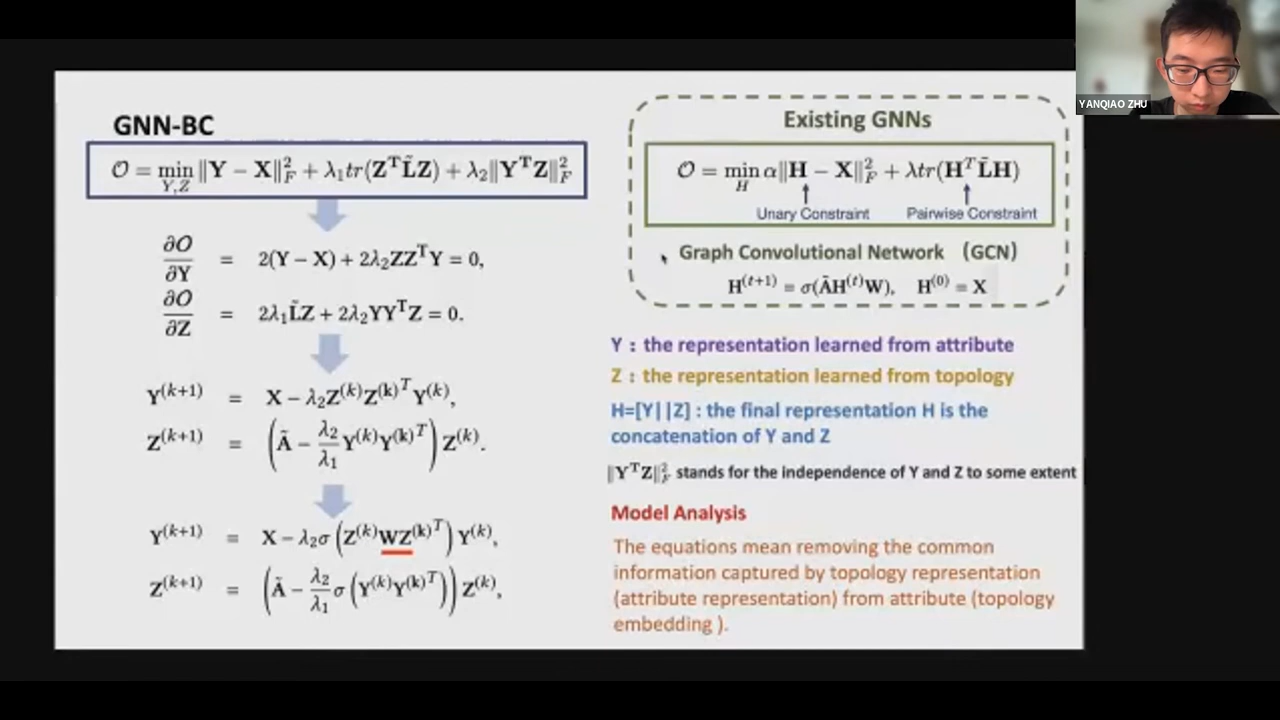 YANQIAO ZHU
GNN-BC
𝒪 = min_{Y,Z} ‖Y − X‖²_F + λ₁tr(ZᵀL̃Z) + λ₂‖YᵀZ‖²_F
∂O/∂Y = 2(Y − X) + 2λ₂ZZᵀY = 0,
∂O/∂Z = 2λ₁L̃Z + 2λ₂YYᵀZ = 0.
Y^(k+1) = X − λ₂Z^(k)Z^(k)ᵀY^(k),
Z^(k+1) = (Ã − λ₂/λ₁ Y^(k)Y^(k)ᵀ) Z^(k).
Y^(k+1) = X − λ₂σ (Z^(k)WZ^(k)ᵀ) Y^(k),
Z^(k+1) = (Ã − λ₂/λ₁ σ (Y^(k)Y^(k)ᵀ)) Z^(k),
Existing GNNs
𝒪 = min_H α‖H − X‖²_F + λtr(HᵀL̃H)
Unary Constraint Pairwise Constraint
Graph Convolutional Network (GCN)
H^(t+1) = σ(ÃH^(t)W), H^(0) = X
Y : the representation learned from attribute
Z : the representation learned from topology
H=[Y||Z] : the final representation H is the
concatenation of Y and Z
‖YᵀZ‖²_F stands for the independence of Y and Z to some extent
Model Analysis
The equations mean removing the common
information captured by topology representation
(attribute representation) from attribute (topology
embedding ).